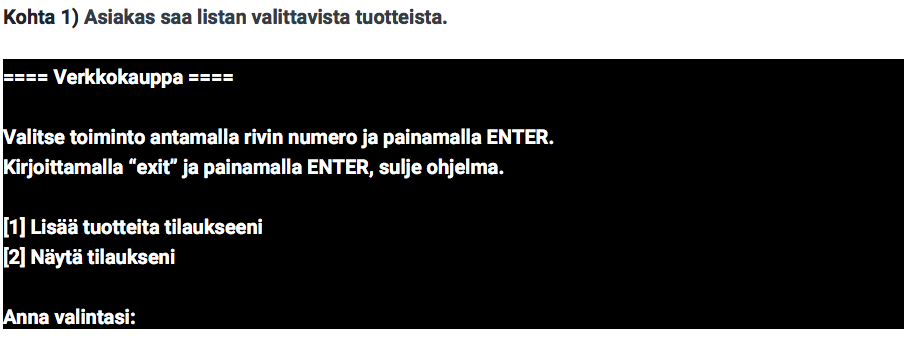 Kohta 1) Asiakas saa listan valittavista tuotteista.
==== Verkkokauppa ====
Valitse toiminto antamalla rivin numero ja painamalla ENTER.
Kirjoittamalla “exit” ja painamalla ENTER, sulje ohjelma.
[1] Lisää tuotteita tilaukseeni
[2] Näytä tilaukseni
Anna valintasi: